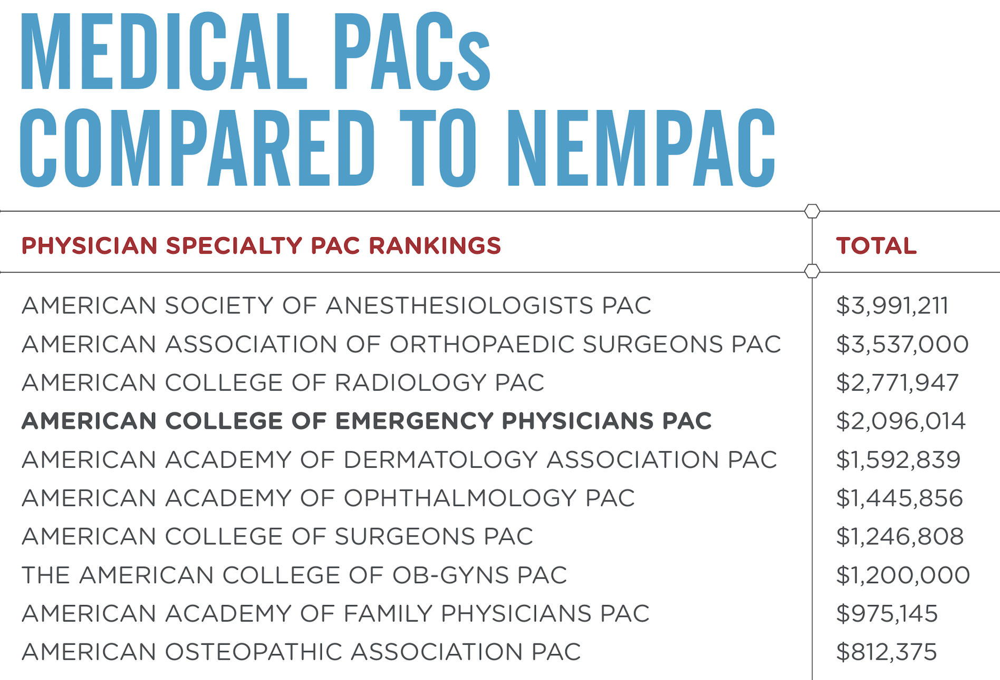 MEDICAL PACs
COMPARED TO NEMPAC
PHYSICIAN SPECIALTY PAC RANKINGS TOTAL
AMERICAN SOCIETY OF ANESTHESIOLOGISTS PAC $3,991,211
AMERICAN ASSOCIATION OF ORTHOPAEDIC SURGEONS PAC $3,537,000
AMERICAN COLLEGE OF RADIOLOGY PAC $2,771,947
AMERICAN COLLEGE OF EMERGENCY PHYSICIANS PAC $2,096,014
AMERICAN ACADEMY OF DERMATOLOGY ASSOCIATION PAC $1,592,839
AMERICAN ACADEMY OF OPHTHALMOLOGY PAC $1,445,856
AMERICAN COLLEGE OF SURGEONS PAC $1,246,808
THE AMERICAN COLLEGE OF OB-GYNS PAC $1,200,000
AMERICAN ACADEMY OF FAMILY PHYSICIANS PAC $975,145
AMERICAN OSTEOPATHIC ASSOCIATION PAC $812,375